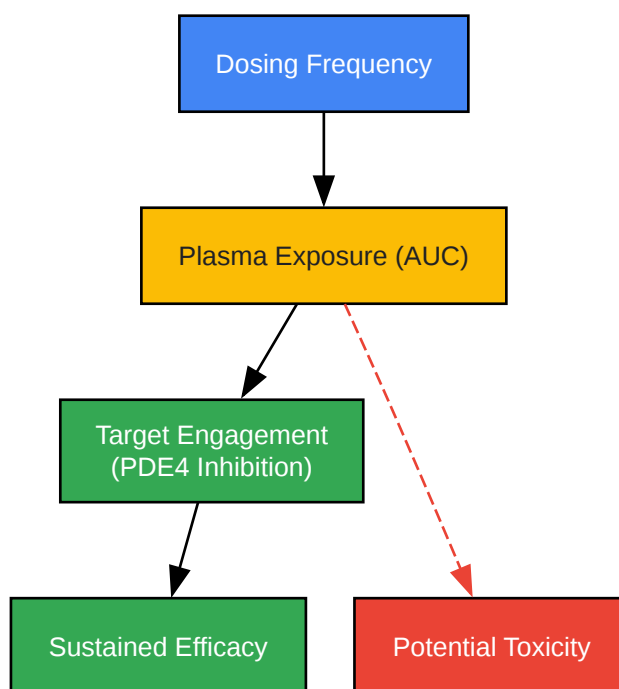 Dosing Frequency
Plasma Exposure (AUC)
Target Engagement
(PDE4 Inhibition)
Sustained Efficacy
Potential Toxicity